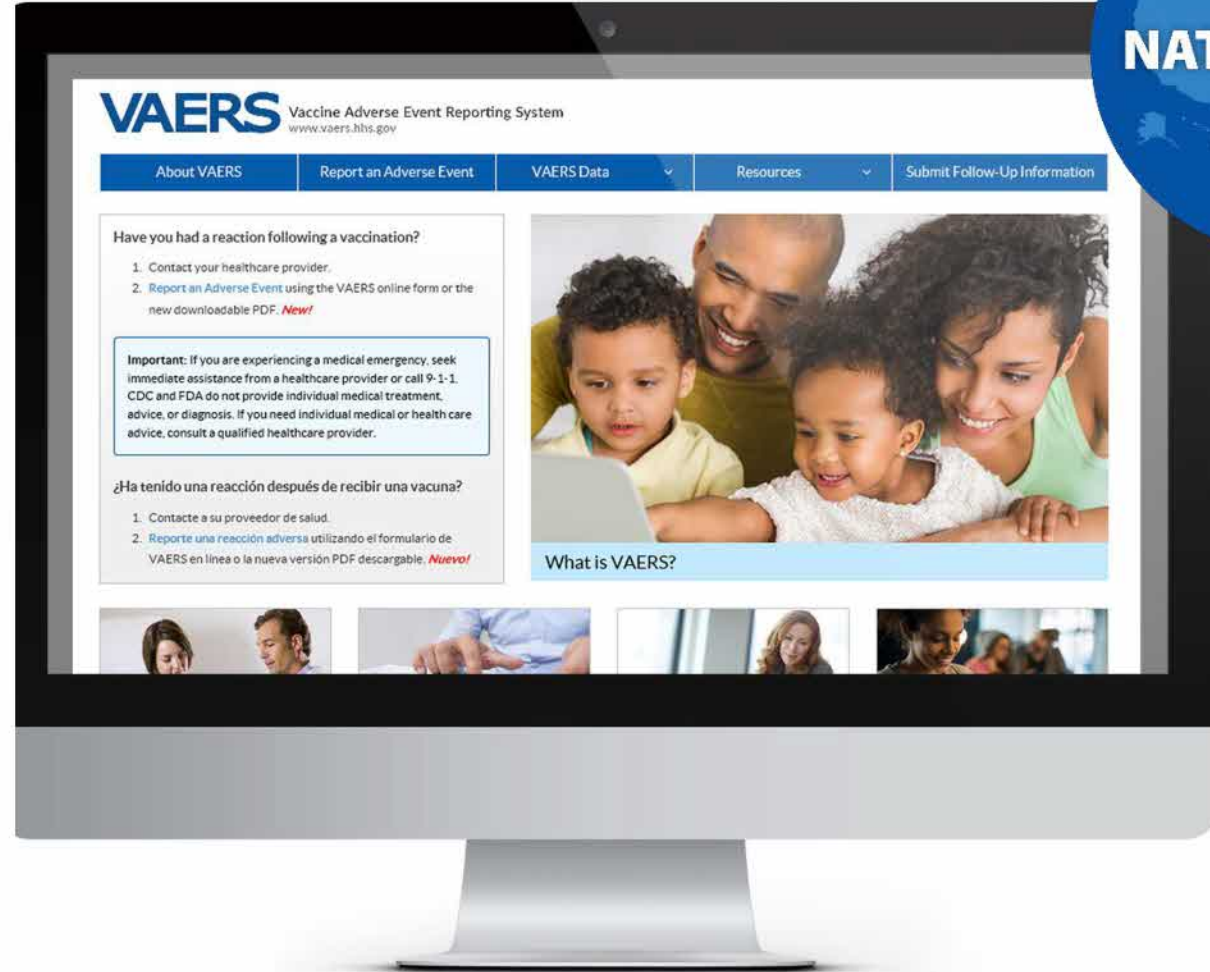 NAT
VAERS Vaccine Adverse Event Reporting System
www.vaers.hhs.gov
About VAERS Report an Adverse Event VAERS Data Resources Submit Follow-Up Information
Have you had a reaction following a vaccination?
1. Contact your healthcare provider.
2. Report an Adverse Event using the VAERS online form or the
new downloadable PDF. New!
Important: If you are experiencing a medical emergency, seek
immediate assistance from a healthcare provider or call 9-1-1.
CDC and FDA do not provide individual medical treatment,
advice, or diagnosis. If you need individual medical or health care
advice, consult a qualified healthcare provider.
¿Ha tenido una reacción después de recibir una vacuna?
1. Contacte a su proveedor de salud.
2. Reporte una reacción adversa utilizando el formulario de
VAERS en línea o la nueva versión PDF descargable. Nuevo!
What is VAERS?